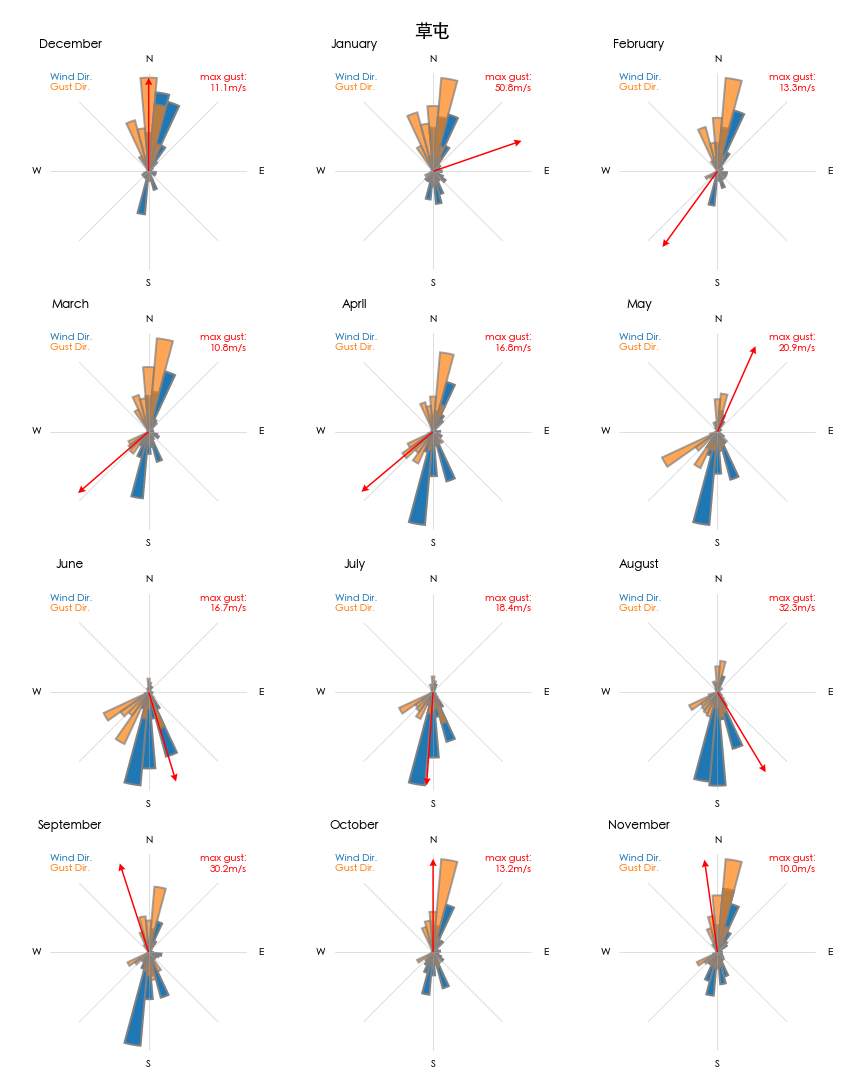 草屯
December
N
Wind Dir.
Gust Dir.
max gust:
11.1m/s
W
E
S
January
N
Wind Dir.
Gust Dir.
max gust:
50.8m/s
W
E
S
February
N
Wind Dir.
Gust Dir.
max gust:
13.3m/s
W
E
S
March
N
Wind Dir.
Gust Dir.
max gust:
10.8m/s
W
E
S
April
N
Wind Dir.
Gust Dir.
max gust:
16.8m/s
W
E
S
May
N
Wind Dir.
Gust Dir.
max gust:
20.9m/s
W
E
S
June
N
Wind Dir.
Gust Dir.
max gust:
16.7m/s
W
E
S
July
N
Wind Dir.
Gust Dir.
max gust:
18.4m/s
W
E
S
August
N
Wind Dir.
Gust Dir.
max gust:
32.3m/s
W
E
S
September
N
Wind Dir.
Gust Dir.
max gust:
30.2m/s
W
E
S
October
N
Wind Dir.
Gust Dir.
max gust:
13.2m/s
W
E
S
November
N
Wind Dir.
Gust Dir.
max gust:
10.0m/s
W
E
S